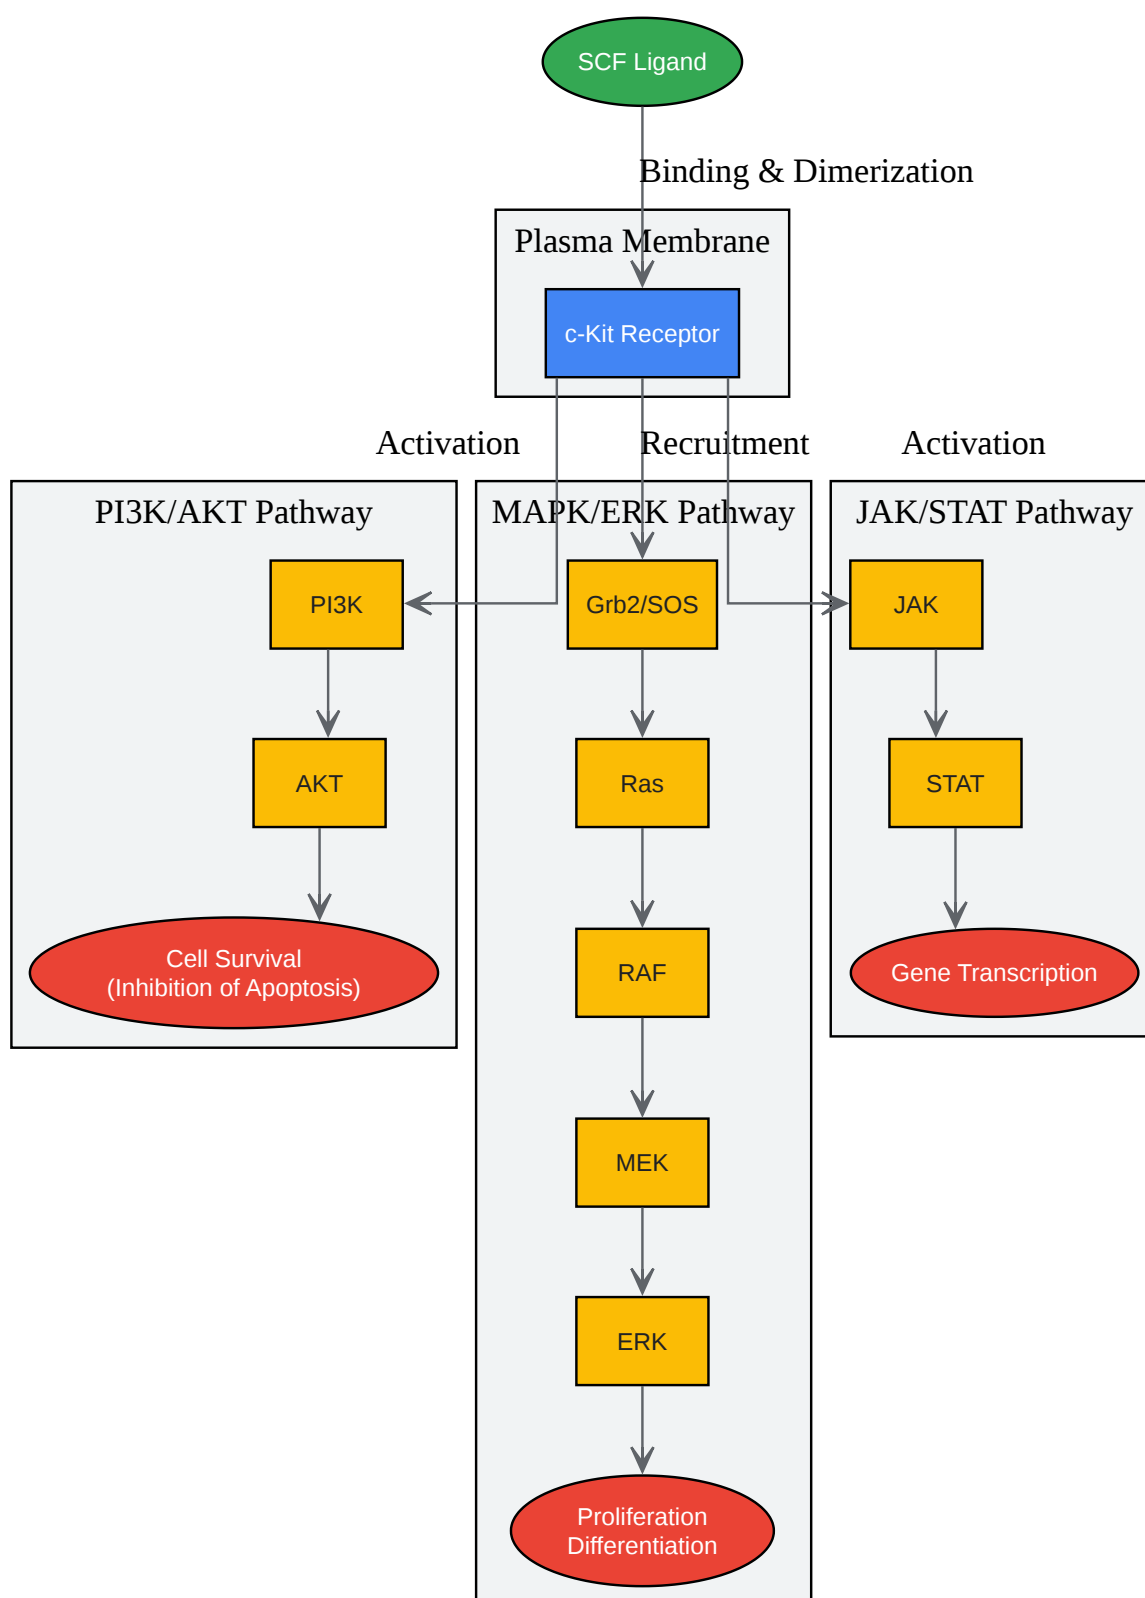 SCF Ligand
Binding & Dimerization
Plasma Membrane
c-Kit Receptor
Activation
Recruitment
Activation
PI3K/AKT Pathway
MAPK/ERK Pathway
JAK/STAT Pathway
PI3K
Grb2/SOS
JAK
AKT
Ras
STAT
Cell Survival
(Inhibition of Apoptosis)
RAF
Gene Transcription
MEK
ERK
Proliferation
Differentiation